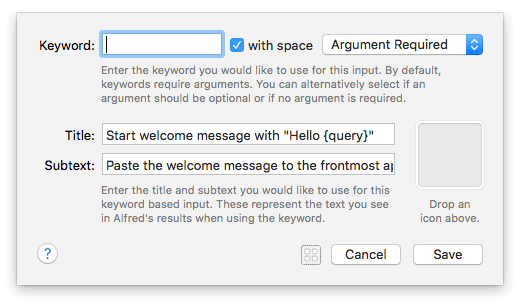 Keyword: with space Argument Required
Enter the keyword you would like to use for this input. By default,
keywords require arguments. You can alternatively select if an
argument should be optional or if no argument is required.
Title: Start welcome message with "Hello {query}"
Subtext: Paste the welcome message to the frontmost ap
Enter the title and subtext you would like to use for this
keyword based input. These represent the text you see
in Alfred's results when using the keyword.
Drop an
icon above.
? Cancel Save